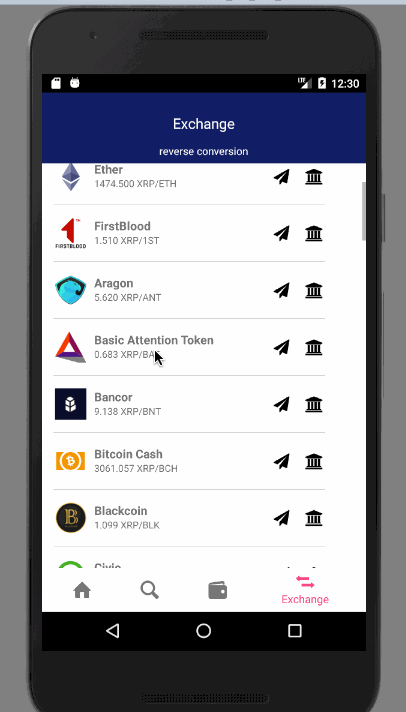 LTE
12:30
Exchange
reverse conversion
Ether
1474.500 XRP/ETH
FirstBlood
1.510 XRP/1ST
FIRSTBLOOD
TM
Aragon
5.620 XRP/ANT
Basic Attention Token
0.683 XRP/BA
Bancor
9.138 XRP/BNT
Bitcoin Cash
3061.057 XRP/BCH
Blackcoin
1.099 XRP/BLK
Civic
Exchange